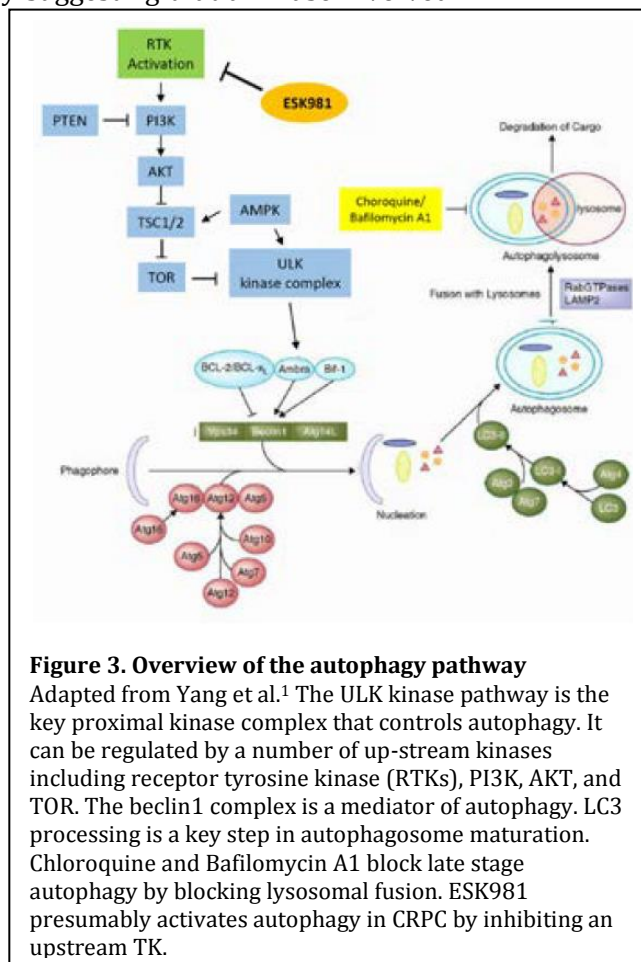 y suggesting that
RTK
Activation
ESK981
PTEN
PI3K
AKT
TSC1/2
AMPK
TOR
ULK
kinase complex
Choroquine/
Bafilomycin A1
Degradation of Cargo
lysosome
Autophagolysosome
Fusion with Lysosomes
RabGTPases
LAMP2
Autophagosome
BCL-2/BCL-xL
Ambra
Bif-1
Vps34
Beclin1
Atg14L
Phagophore
Nucleation
Atg16
Atg12
Atg5
Atg16
Atg5
Atg10
Atg7
Atg12
LC3-II
LC3-I
Atg3
Atg7
Atg4
LC3
Figure 3. Overview of the autophagy pathway
Adapted from Yang et al.1 The ULK kinase pathway is the
key proximal kinase complex that controls autophagy. It
can be regulated by a number of up-stream kinases
including receptor tyrosine kinase (RTKs), PI3K, AKT, and
TOR. The beclin1 complex is a mediator of autophagy. LC3
processing is a key step in autophagosome maturation.
Chloroquine and Bafilomycin A1 block late stage
autophagy by blocking lysosomal fusion. ESK981
presumably activates autophagy in CRPC by inhibiting an
upstream TK.